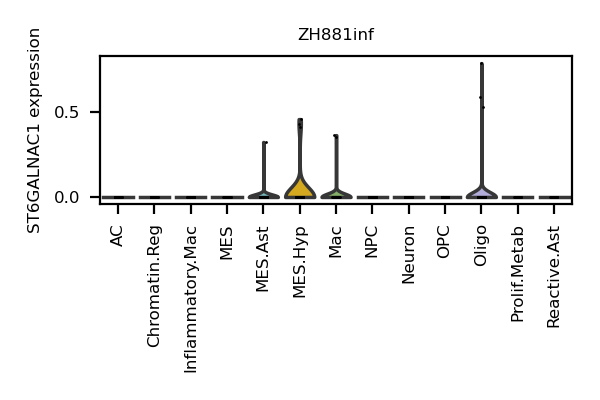 ZH881inf
ST6GALNAC1 expression
0.5
0.0
AC
Chromatin.Reg
Inflammatory.Mac
MES
MES.Ast
MES.Hyp
Mac
NPC
Neuron
OPC
Oligo
Prolif.Metab
Reactive.Ast